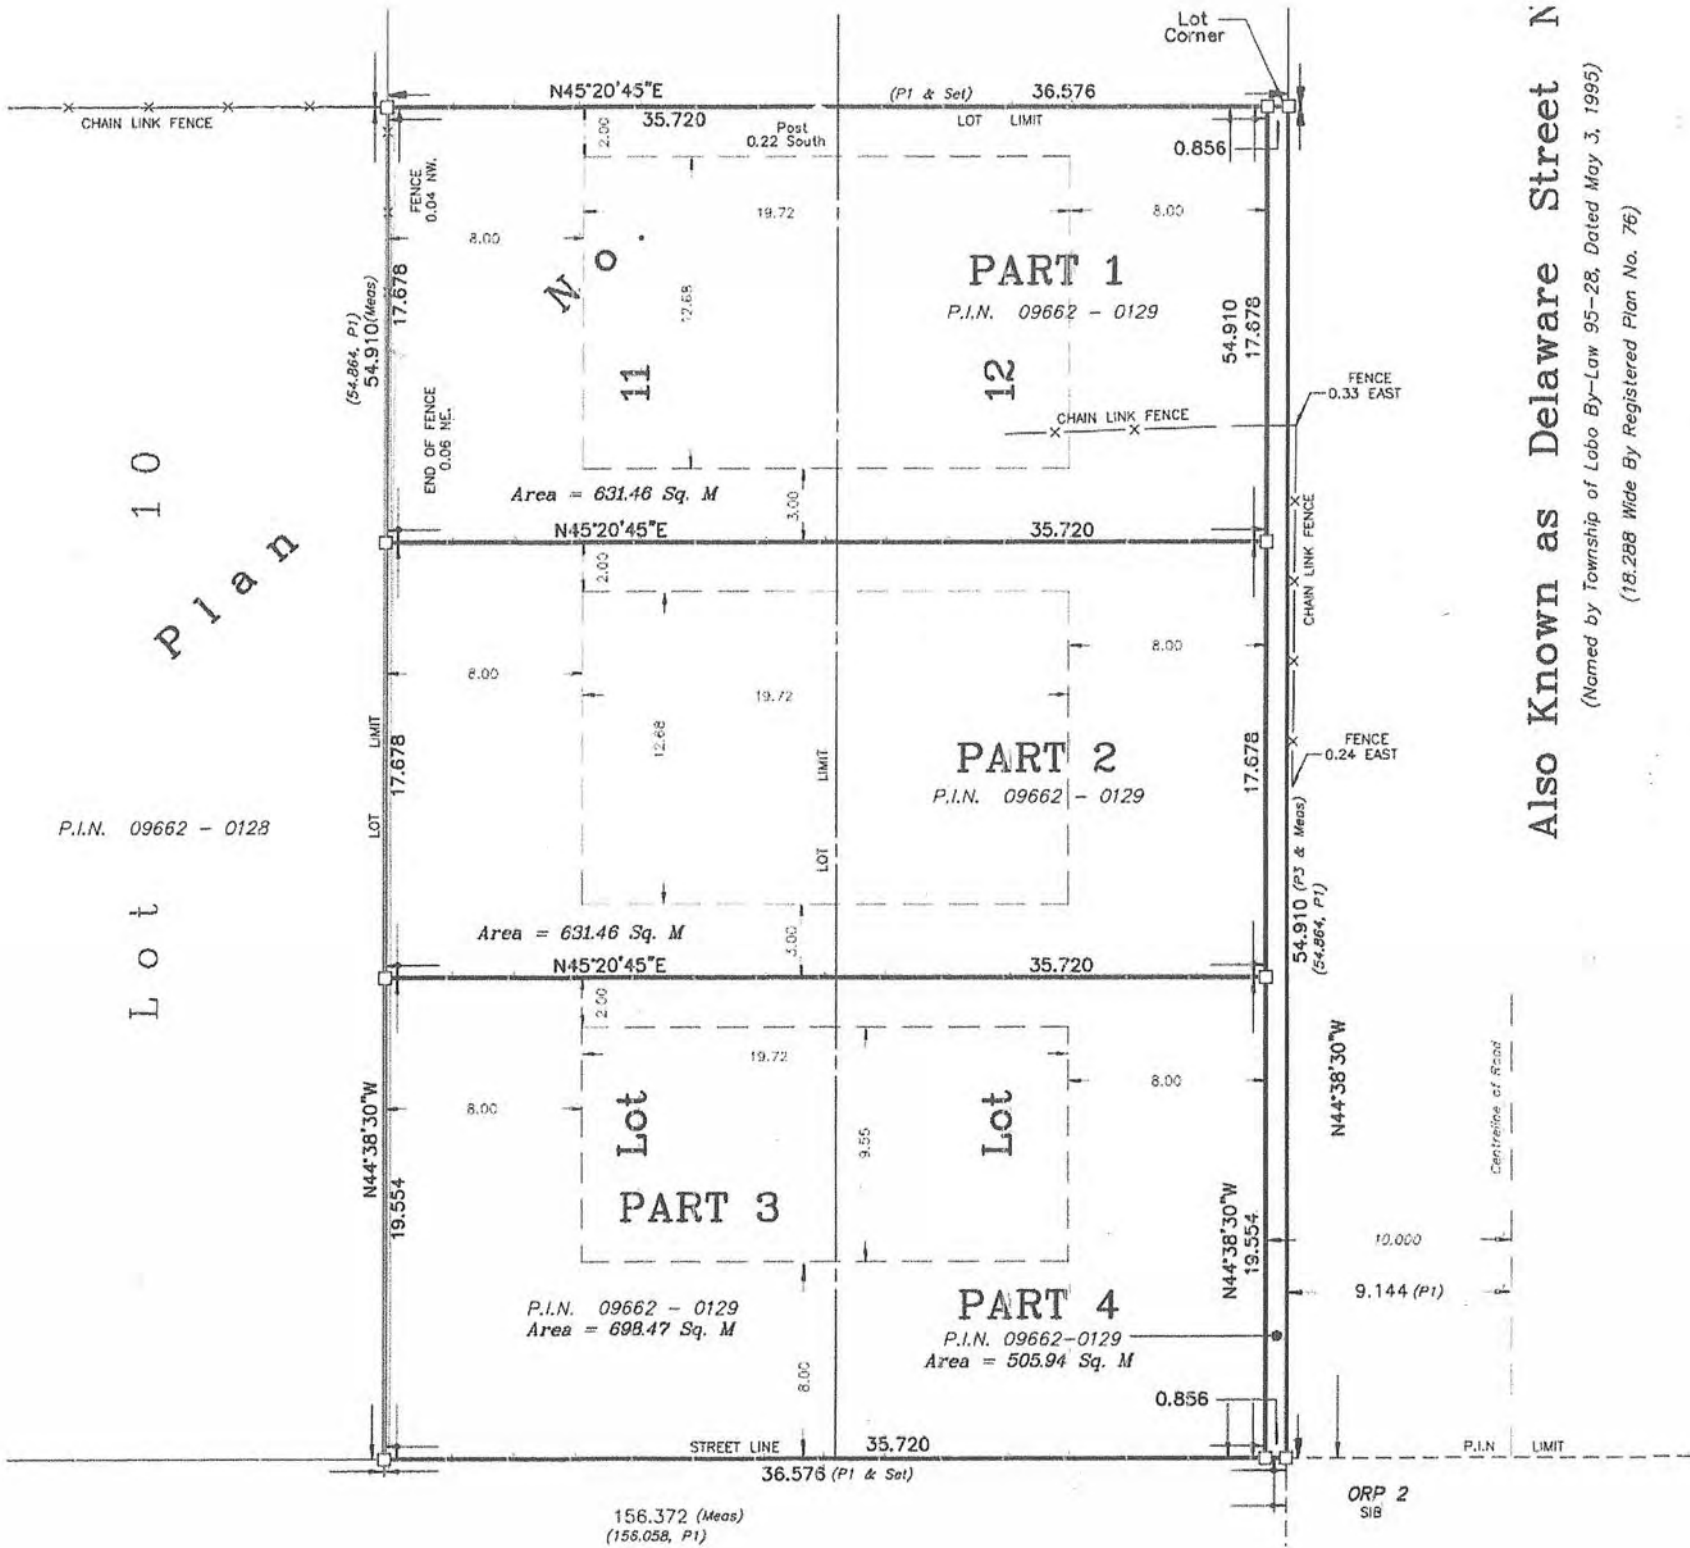 Lot
Corner
N45°20'45"E
(P1 & Set)
36.576
CHAIN LINK FENCE
35.720
LOT LIMIT
Post
0.22 South
0.856
2.00
FENCE
0.04 NW.
8.00
19.72
8.00
No.
12.68
PART 1
P.I.N. 09662 - 0129
(54.864, P1)
54.910 (Meas)
17.678
54.910
17.678
11
12
FENCE
0.33 EAST
CHAIN LINK FENCE
END OF FENCE
0.06 NE.
Area = 631.46 Sq. M
3.00
N45°20'45"E
35.720
CHAIN LINK FENCE
Lot 10
Plan
2.00
8.00
19.72
8.00
12.68
LOT LIMIT
17.678
LOT LIMIT
PART 2
P.I.N. 09662 - 0129
17.678
FENCE
0.24 EAST
P.I.N. 09662 - 0128
54.910 (P3 & Meas)
(54.864, P1)
Area = 631.46 Sq. M
3.00
N45°20'45"E
35.720
2.00
19.72
8.00
8.00
9.55
Lot
Lot
PART 3
N44°38'30"W
19.554
N44°38'30"W
N44°38'30"W
19.554
Centreline of Road
10.000
9.144 (P1)
P.I.N. 09662 - 0129
Area = 698.47 Sq. M
PART 4
P.I.N. 09662-0129
Area = 505.94 Sq. M
8.00
0.856
STREET LINE
35.720
36.576 (P1 & Set)
P.I.N LIMIT
ORP 2
SIB
156.372 (Meas)
(156.058, P1)
Also Known as Delaware Street N
(Named by Township of Lobo By-Law 95-28, Dated May 3, 1995)
(18.288 Wide By Registered Plan No. 76)